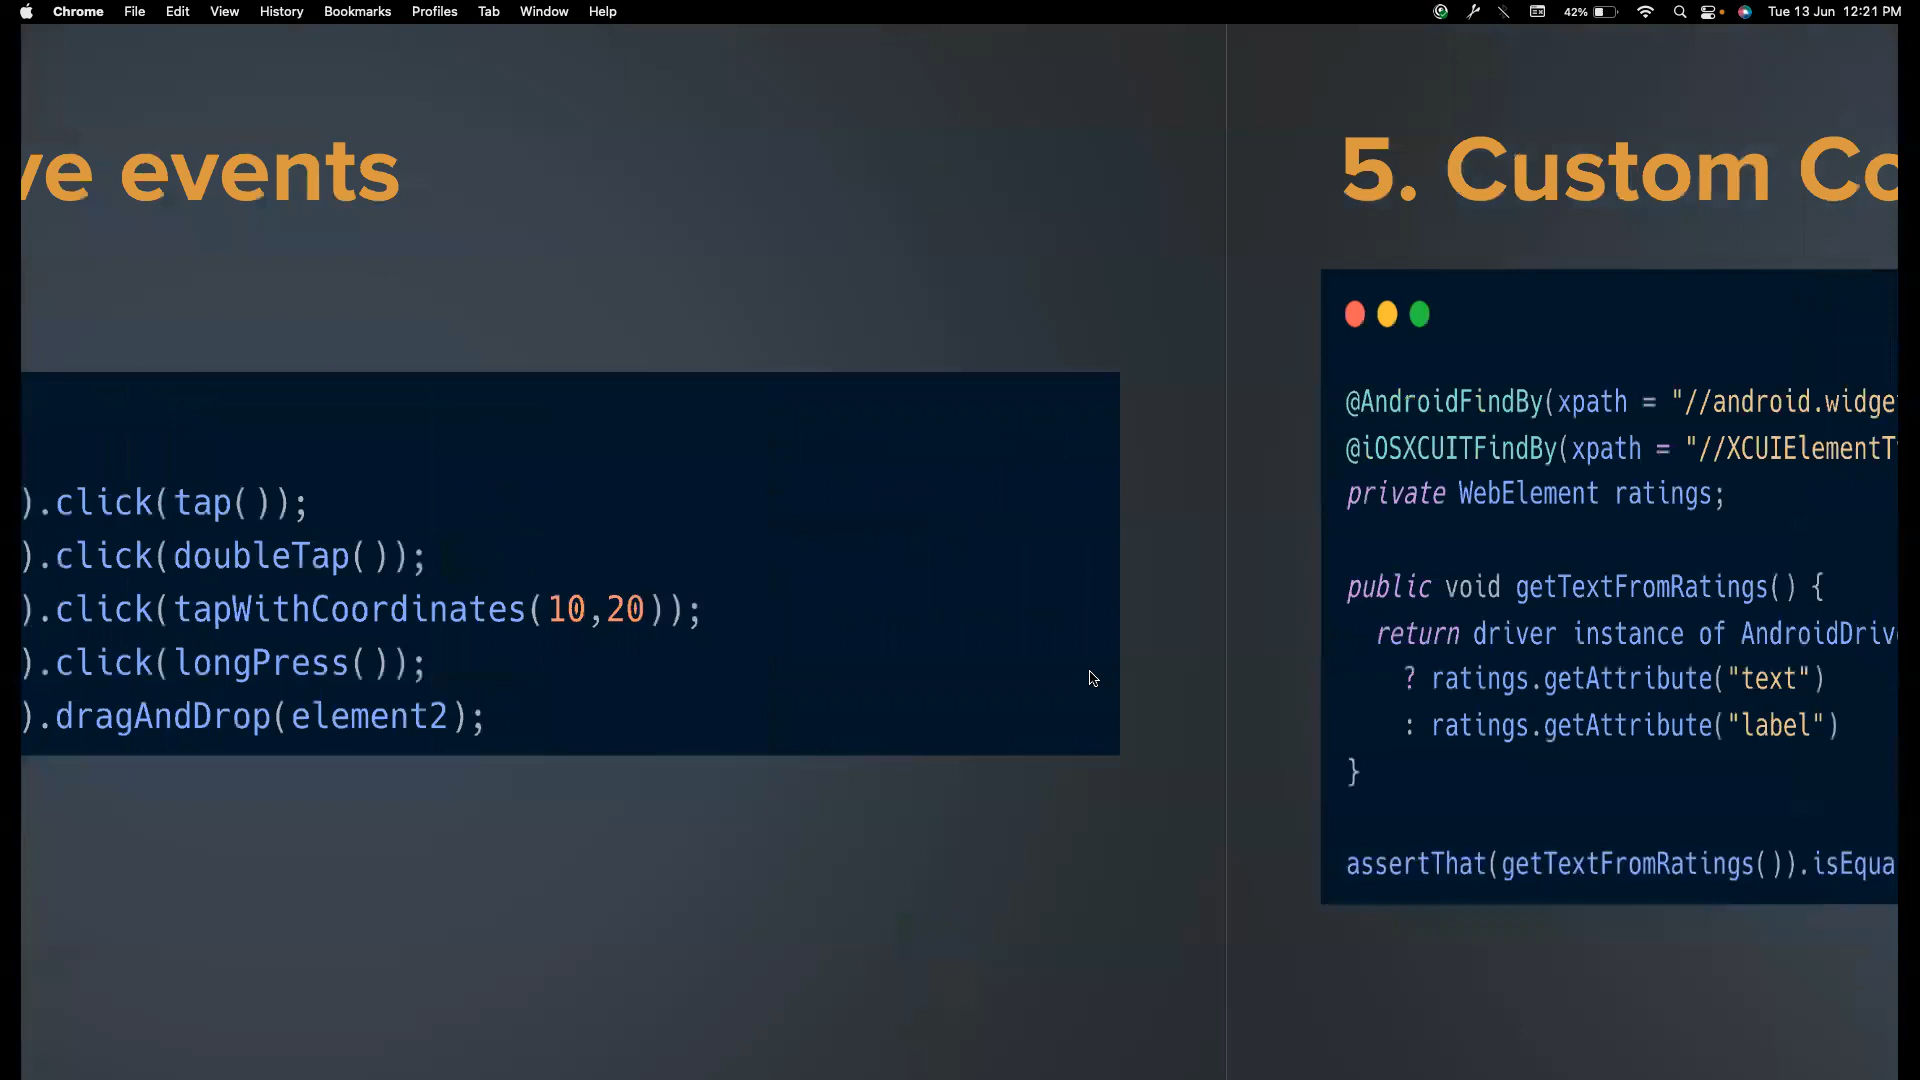 Chrome File Edit View History Bookmarks Profiles Tab Window Help 42% Tue 13 Jun 12:21 PM
ve events
).click(tap());
).click(doubleTap());
).click(tapWithCoordinates(10,20));
).click(longPress());
).dragAndDrop(element2);
5. Custom Co
@AndroidFindBy(xpath = "//android.widge
@iOSXCUITFindBy(xpath = "//XCUIElementT
private WebElement ratings;
public void getTextFromRatings() {
return driver instance of AndroidDriv
? ratings.getAttribute("text")
: ratings.getAttribute("label")
}
assertThat(getTextFromRatings()).isEqua